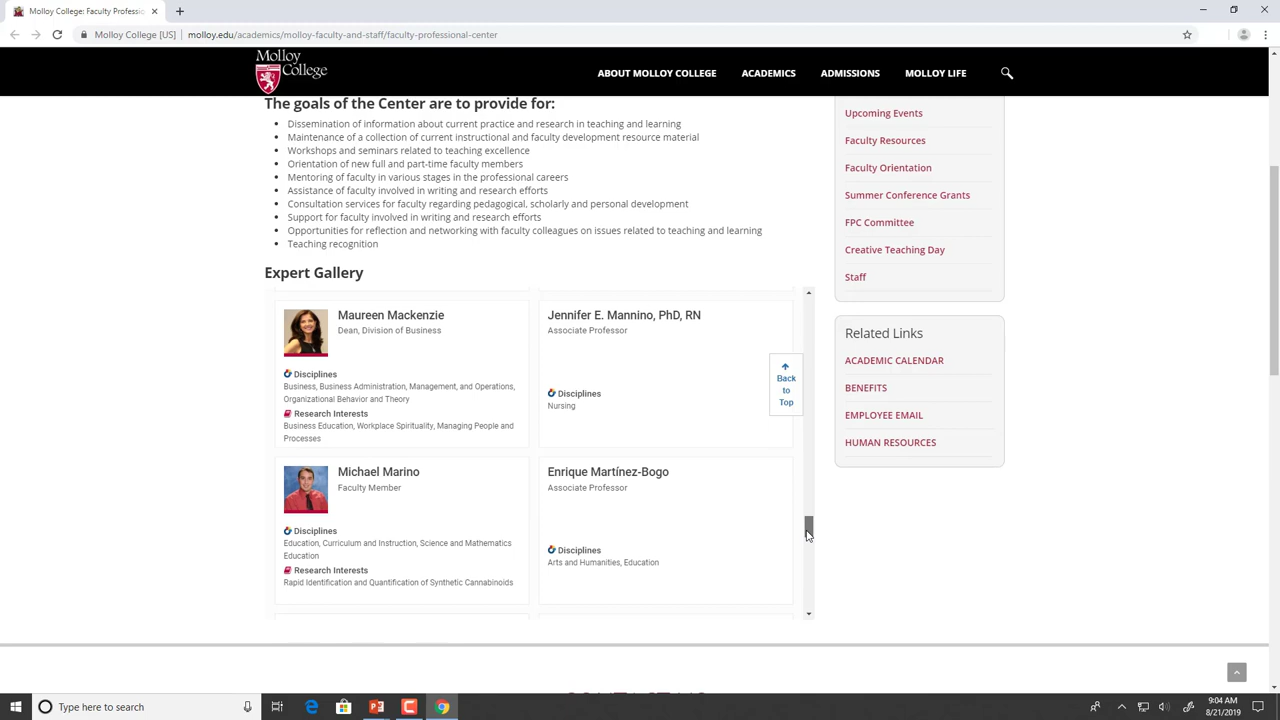 Molloy College: Faculty Profess
Molloy College [US]
molloy.edu/academics/molloy-faculty-and-staff/faculty-professional-center
Molloy
College
ABOUT MOLLOY COLLEGE
ACADEMICS
ADMISSIONS
MOLLOY LIFE
The goals of the Center are to provide for:
Dissemination of information about current practice and research in teaching and learning
Maintenance of a collection of current instructional and faculty development resource material
Workshops and seminars related to teaching excellence
Orientation of new full and part-time faculty members
Mentoring of faculty in various stages in the professional careers
Assistance of faculty involved in writing and research efforts
Consultation services for faculty regarding pedagogical, scholarly and personal development
Support for faculty involved in writing and research efforts
Opportunities for reflection and networking with faculty colleagues on issues related to teaching and learning
Teaching recognition
Expert Gallery
Maureen Mackenzie
Dean, Division of Business
Disciplines
Business, Business Administration, Management, and Operations,
Organizational Behavior and Theory
Research Interests
Business Education, Workplace Spirituality, Managing People and
Processes
Jennifer E. Mannino, PhD, RN
Associate Professor
Disciplines
Nursing
Back
to
Top
Michael Marino
Faculty Member
Disciplines
Education, Curriculum and Instruction, Science and Mathematics
Education
Research Interests
Rapid Identification and Quantification of Synthetic Cannabinoids
Enrique Martínez-Bogo
Associate Professor
Disciplines
Arts and Humanities, Education
Upcoming Events
Faculty Resources
Faculty Orientation
Summer Conference Grants
FPC Committee
Creative Teaching Day
Staff
Related Links
ACADEMIC CALENDAR
BENEFITS
EMPLOYEE EMAIL
HUMAN RESOURCES
Type here to search
9:04 AM
8/21/2019